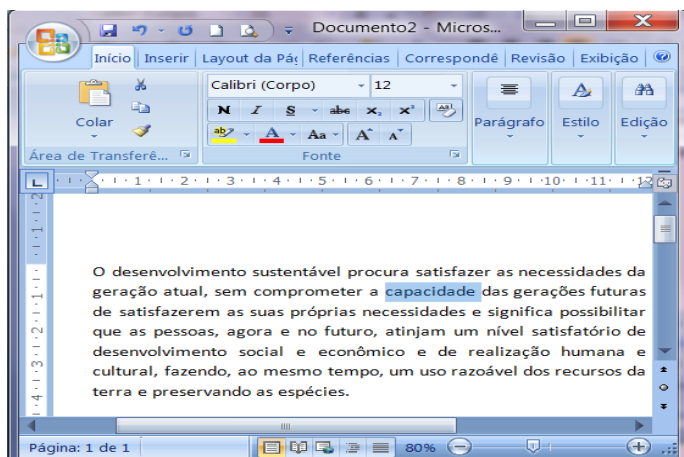 Documento2 - Micros...
Início Inserir Layout da Pá Referências Correspondê Revisão Exibição
Calibri (Corpo) 12
N I S abe x₂ x²
Colar
ab A Aa A A
Parágrafo Estilo Edição
Área de Transferê... Fonte
1 2 3 4 5 6 7 8 9 10 11 12
O desenvolvimento sustentável procura satisfazer as necessidades da
geração atual, sem comprometer a capacidade das gerações futuras
de satisfazerem as suas próprias necessidades e significa possibilitar
que as pessoas, agora e no futuro, atinjam um nível satisfatório de
desenvolvimento social e econômico e de realização humana e
cultural, fazendo, ao mesmo tempo, um uso razoável dos recursos da
terra e preservando as espécies.
Página: 1 de 1 80%